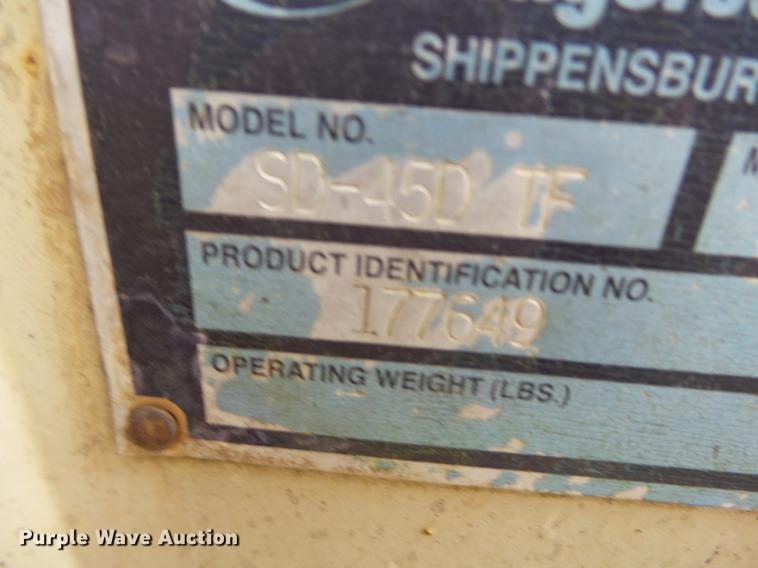 SHIPPENSBUR
MODEL NO.
SD-45D TF
PRODUCT IDENTIFICATION NO.
177649
OPERATING WEIGHT (LBS.)
Purple Wave Auction